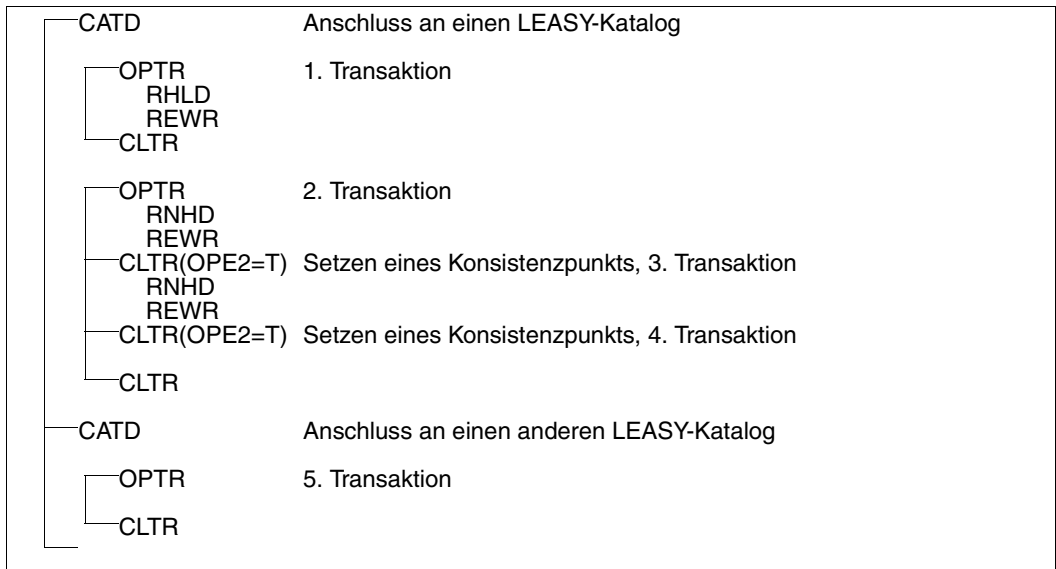 CATD Anschluss an einen LEASY-Katalog
OPTR 1. Transaktion
RHLD
REWR
CLTR
OPTR 2. Transaktion
RNHD
REWR
CLTR(OPE2=T) Setzen eines Konsistenzpunkts, 3. Transaktion
RNHD
REWR
CLTR(OPE2=T) Setzen eines Konsistenzpunkts, 4. Transaktion
CLTR
CATD Anschluss an einen anderen LEASY-Katalog
OPTR 5. Transaktion
CLTR